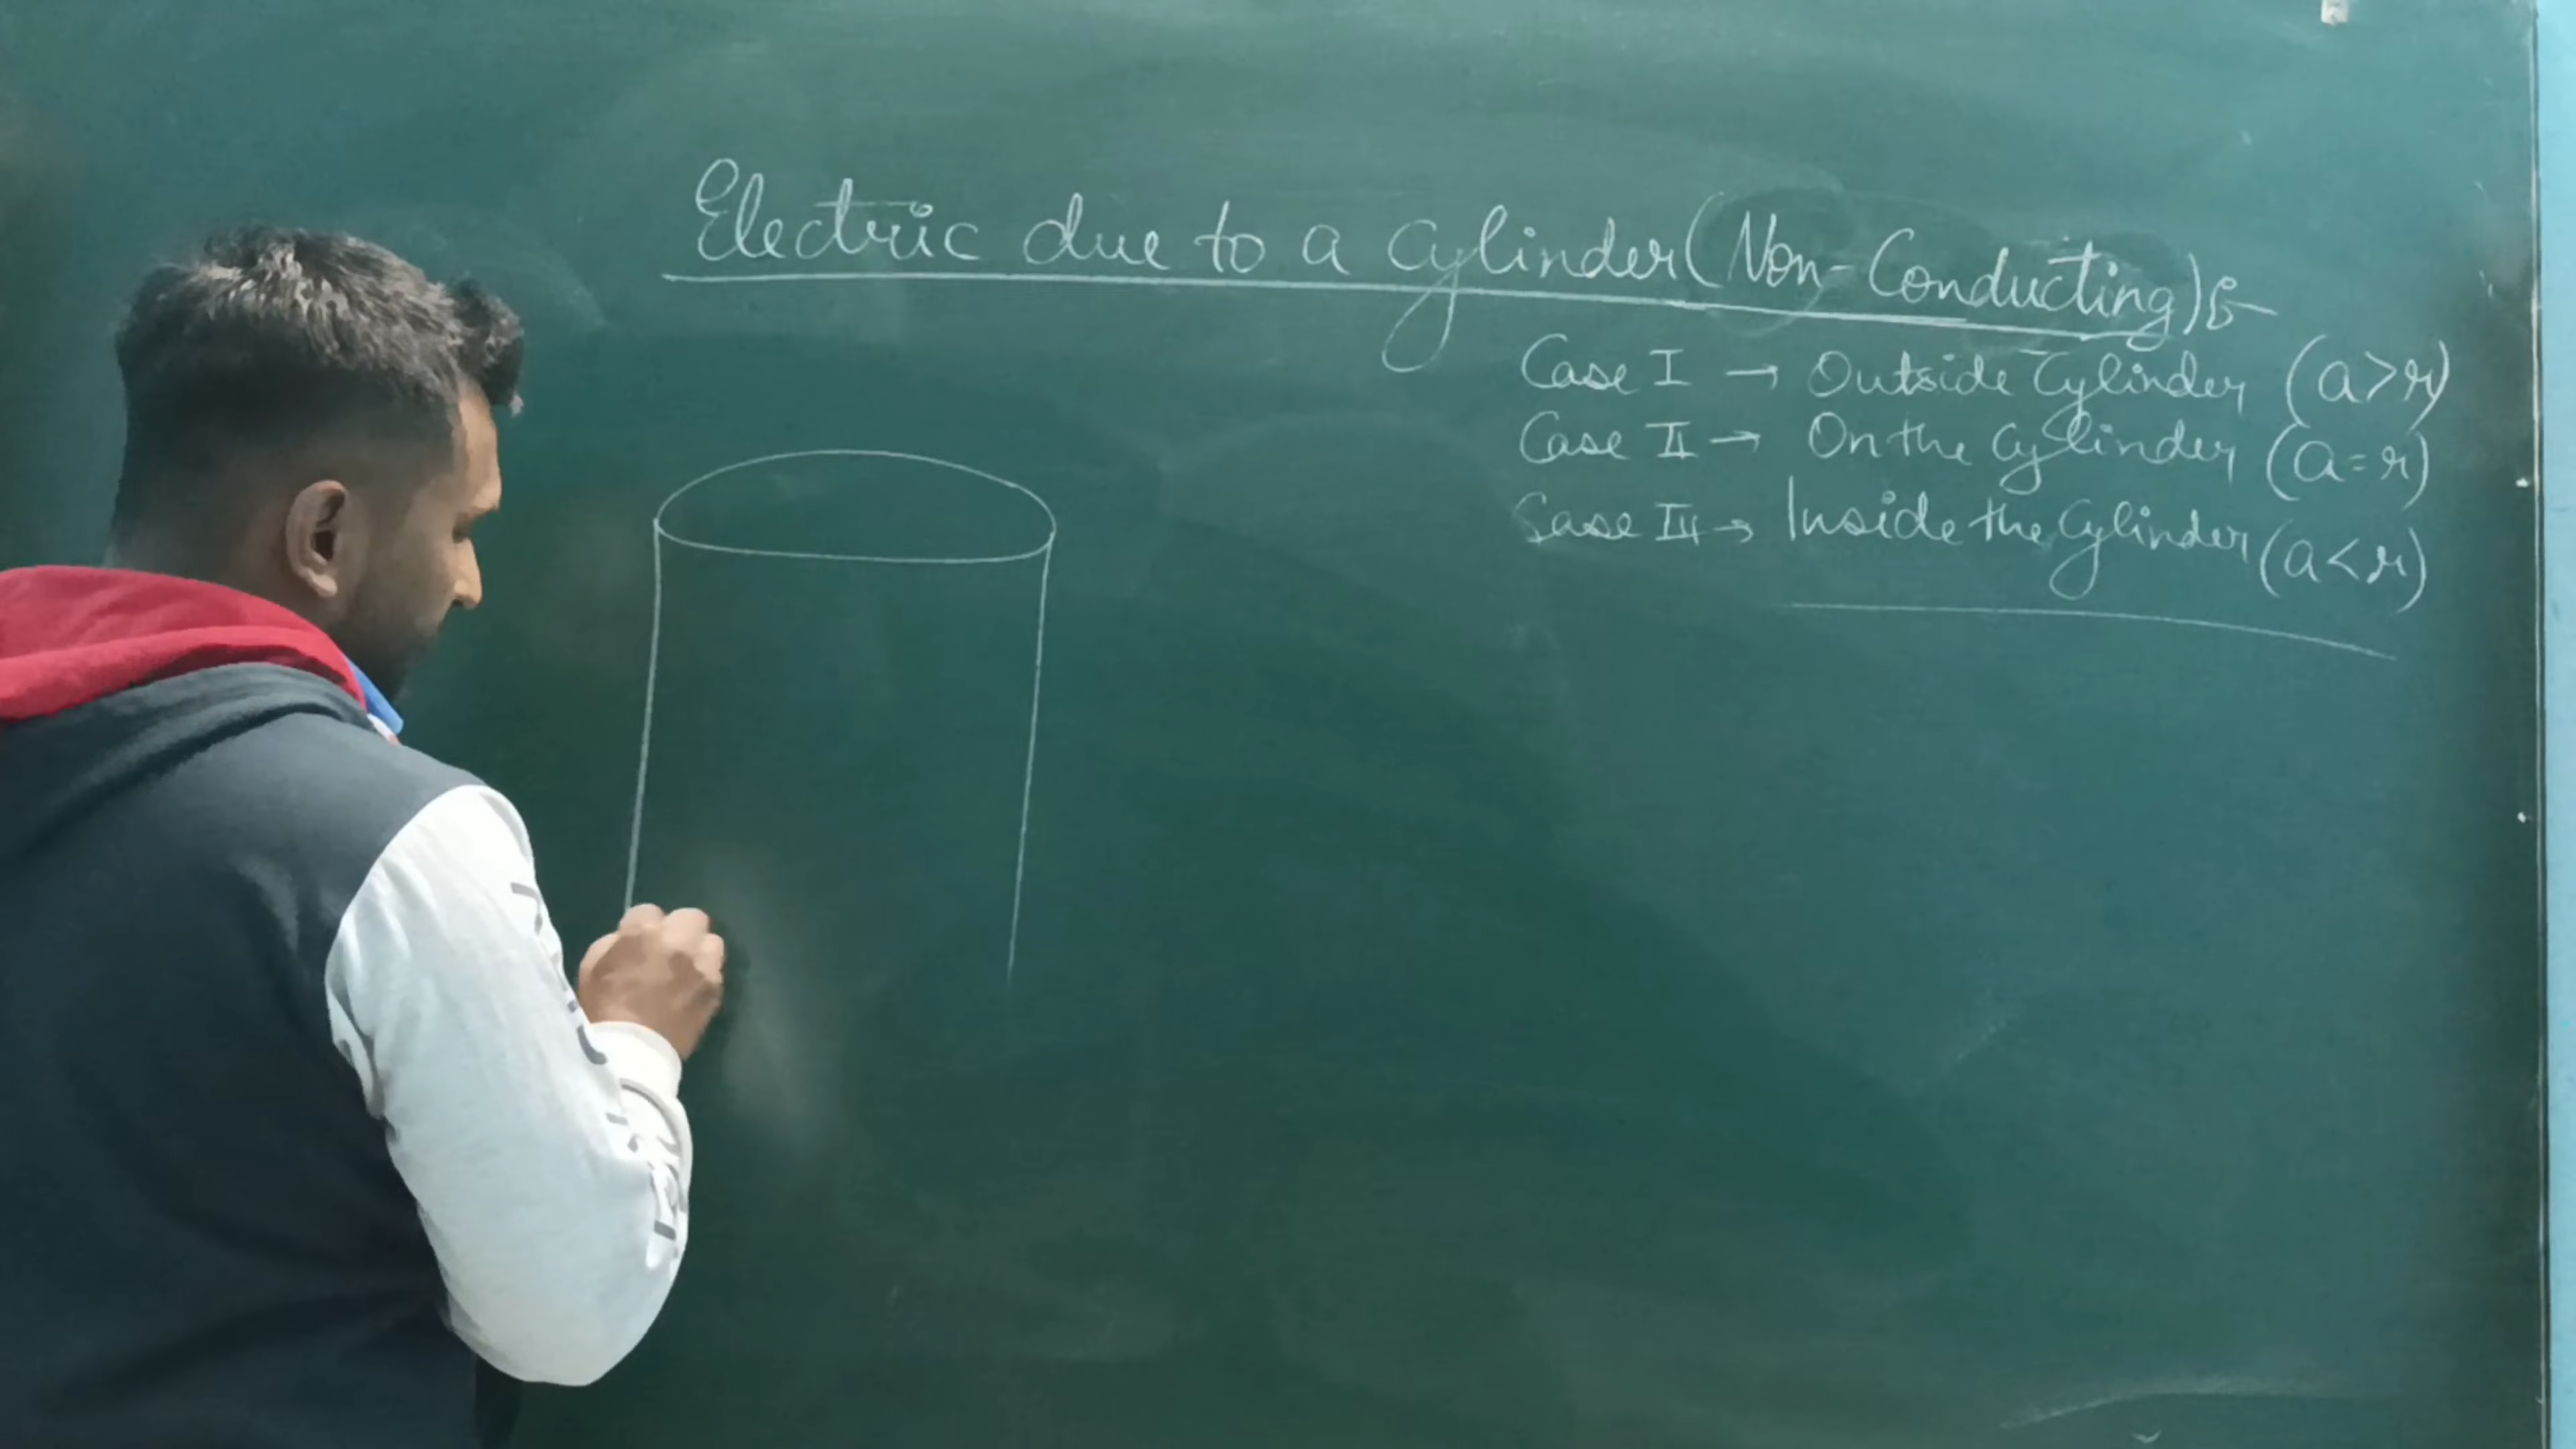 Electric due to a Cylinder (Non-Conducting) :-
Case I → Outside Cylinder (a>r)
Case II → On the Cylinder (a=r)
Case III → Inside the Cylinder (a<r)